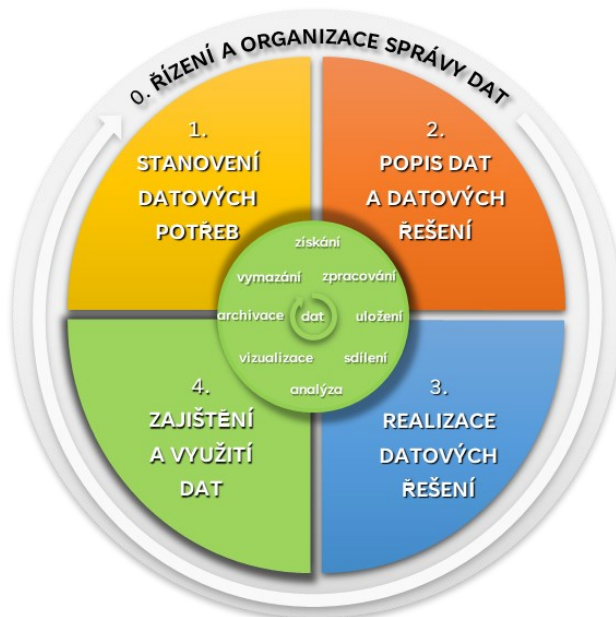 0. ŘÍZENÍ A ORGANIZACE SPRÁVY DAT
1.
STANOVENÍ
DATOVÝCH
POTŘEB
2.
POPIS DAT
A DATOVÝCH
ŘEŠENÍ
získání
vymazání zpracování
archivace dat uložení
vizualizace sdílení
analýza
4.
ZAJIŠTĚNÍ
A VYUŽITÍ
DAT
3.
REALIZACE
DATOVÝCH
ŘEŠENÍ